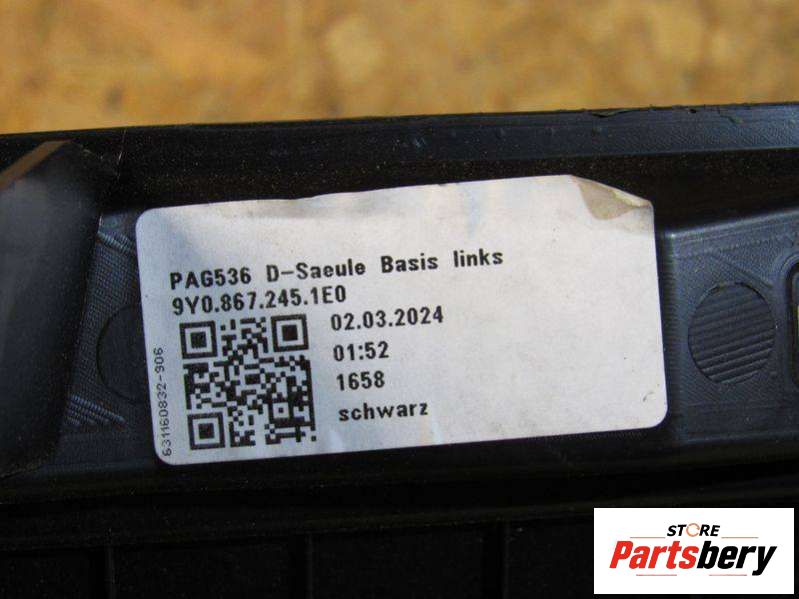 PAG536 D-Saeule Basis links
9Y0.867.245.1E0
02.03.2024
01:52
1658
schwarz
631160832-906
STORE
Partsbery